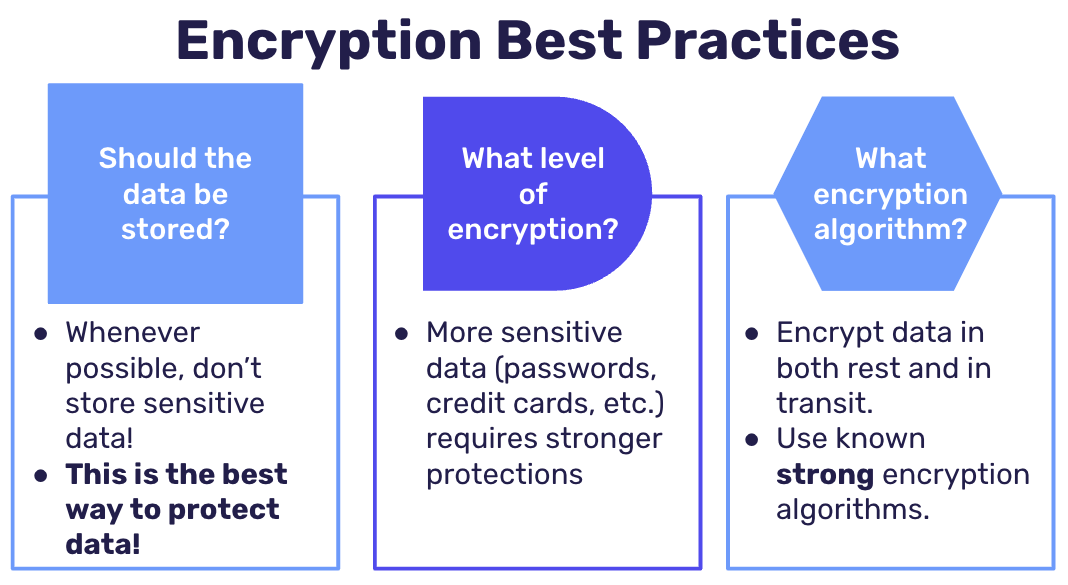 Encryption Best Practices
Should the
data be
stored?
● Whenever
possible, don’t
store sensitive
data!
● This is the best
way to protect
data!
What level
of
encryption?
● More sensitive
data (passwords,
credit cards, etc.)
requires stronger
protections
What
encryption
algorithm?
● Encrypt data in
both rest and in
transit.
● Use known
strong encryption
algorithms.